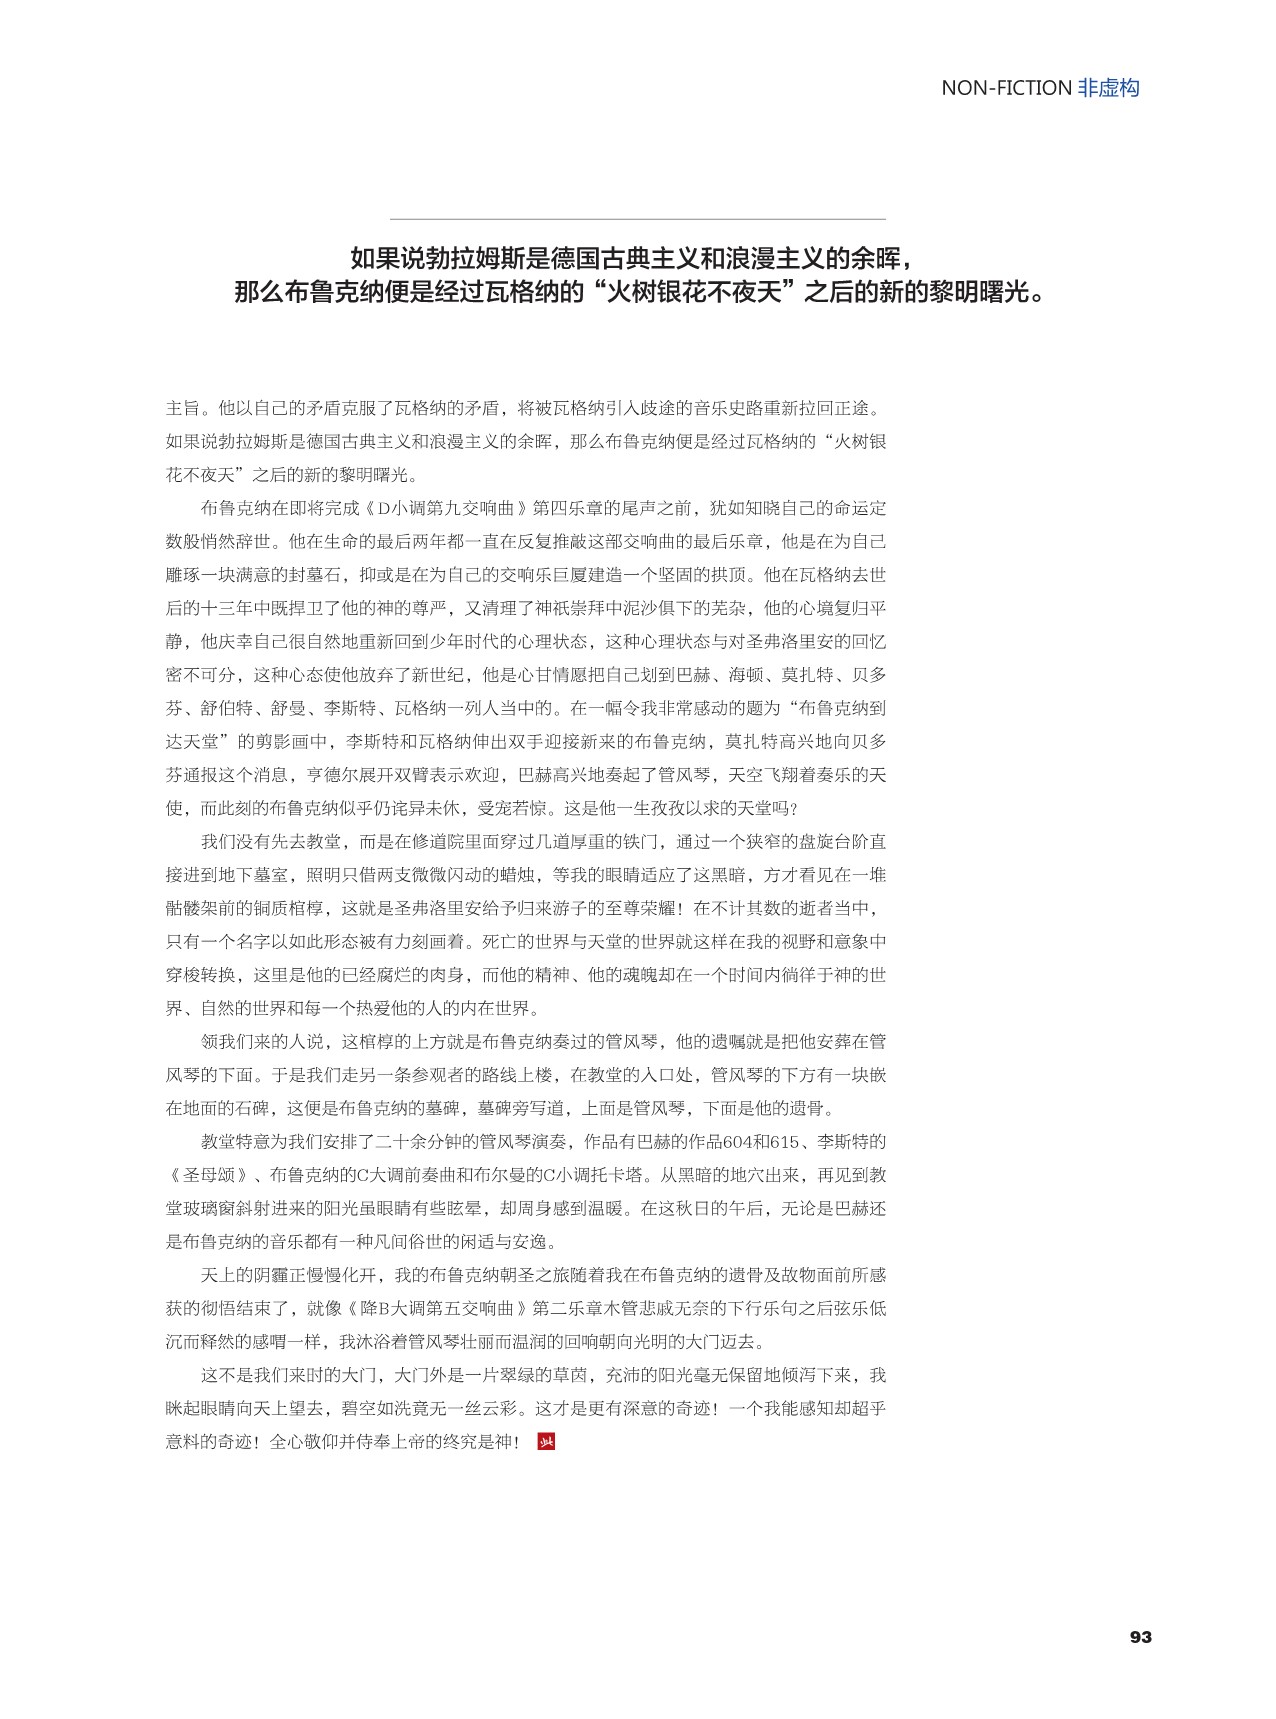 NON-FICTION 非虚构
如果说勃拉姆斯是德国古典主义和浪漫主义的余晖，
那么布鲁克纳便是经过瓦格纳的“火树银花不夜天”之后的新的黎明曙光。
主旨。他以自己的矛盾克服了瓦格纳的矛盾，将被瓦格纳引入歧途的音乐史路重新拉回正途。
如果说勃拉姆斯是德国古典主义和浪漫主义的余晖，那么布鲁克纳便是经过瓦格纳的“火树银
花不夜天”之后的新的黎明曙光。
布鲁克纳在即将完成《D小调第九交响曲》第四乐章的尾声之前，犹如知晓自己的命运定
数般悄然辞世。他在生命的最后两年都一直在反复推敲这部交响曲的最后乐章，他是在为自己
雕琢一块满意的封墓石，抑或是在为自己的交响乐巨厦建造一个坚固的拱顶。他在瓦格纳去世
后的十三年中既捍卫了他的神的尊严，又清理了神祇崇拜中泥沙俱下的芜杂，他的心境复归平
静，他庆幸自己很自然地重新回到少年时代的心理状态，这种心理状态与对圣弗洛里安的回忆
密不可分，这种心态使他放弃了新世纪，他是心甘情愿把自己划到巴赫、海顿、莫扎特、贝多
芬、舒伯特、舒曼、李斯特、瓦格纳一列人当中的。在一幅令我非常感动的题为“布鲁克纳到
达天堂”的剪影画中，李斯特和瓦格纳伸出双手迎接新来的布鲁克纳，莫扎特高兴地向贝多
芬通报这个消息，亨德尔展开双臂表示欢迎，巴赫高兴地奏起了管风琴，天空飞翔着奏乐的天
使，而此刻的布鲁克纳似乎仍诧异未休，受宠若惊。这是他一生孜孜以求的天堂吗？
我们没有先去教堂，而是在修道院里面穿过几道厚重的铁门，通过一个狭窄的盘旋台阶直
接进到地下墓室，照明只借两支微微闪动的蜡烛，等我的眼睛适应了这黑暗，方才看见在一堆
骷髅架前的铜质棺椁，这就是圣弗洛里安给予归来游子的至尊荣耀！在不计其数的逝者当中，
只有一个名字以如此形态被有力刻画着。死亡的世界与天堂的世界就这样在我的视野和意象中
穿梭转换，这里是他的已经腐烂的肉身，而他的精神、他的魂魄却在一个时间内徜徉于神的世
界、自然的世界和每一个热爱他的人的内在世界。
领我们来的人说，这棺椁的上方就是布鲁克纳奏过的管风琴，他的遗嘱就是把他安葬在管
风琴的下面。于是我们走另一条参观者的路线上楼，在教堂的入口处，管风琴的下方有一块嵌
在地面的石碑，这便是布鲁克纳的墓碑，墓碑旁写道，上面是管风琴，下面是他的遗骨。
教堂特意为我们安排了二十余分钟的管风琴演奏，作品有巴赫的作品604和615、李斯特的
《圣母颂》、布鲁克纳的C大调前奏曲和布尔曼的C小调托卡塔。从黑暗的地穴出来，再见到教
堂玻璃窗斜射进来的阳光虽眼睛有些眩晕，却周身感到温暖。在这秋日的午后，无论是巴赫还
是布鲁克纳的音乐都有一种凡间俗世的闲适与安逸。
天上的阴霾正慢慢化开，我的布鲁克纳朝圣之旅随着我在布鲁克纳的遗骨及故物面前所感
获的彻悟结束了，就像《降B大调第五交响曲》第二乐章木管悲戚无奈的下行乐句之后弦乐低
沉而释然的感喟一样，我沐浴着管风琴壮丽而温润的回响朝向光明的大门迈去。
这不是我们来时的大门，大门外是一片翠绿的草茵，充沛的阳光毫无保留地倾泻下来，我
眯起眼睛向天上望去，碧空如洗竟无一丝云彩。这才是更有深意的奇迹！一个我能感知却超乎
意料的奇迹！全心敬仰并侍奉上帝的终究是神！ 此
93